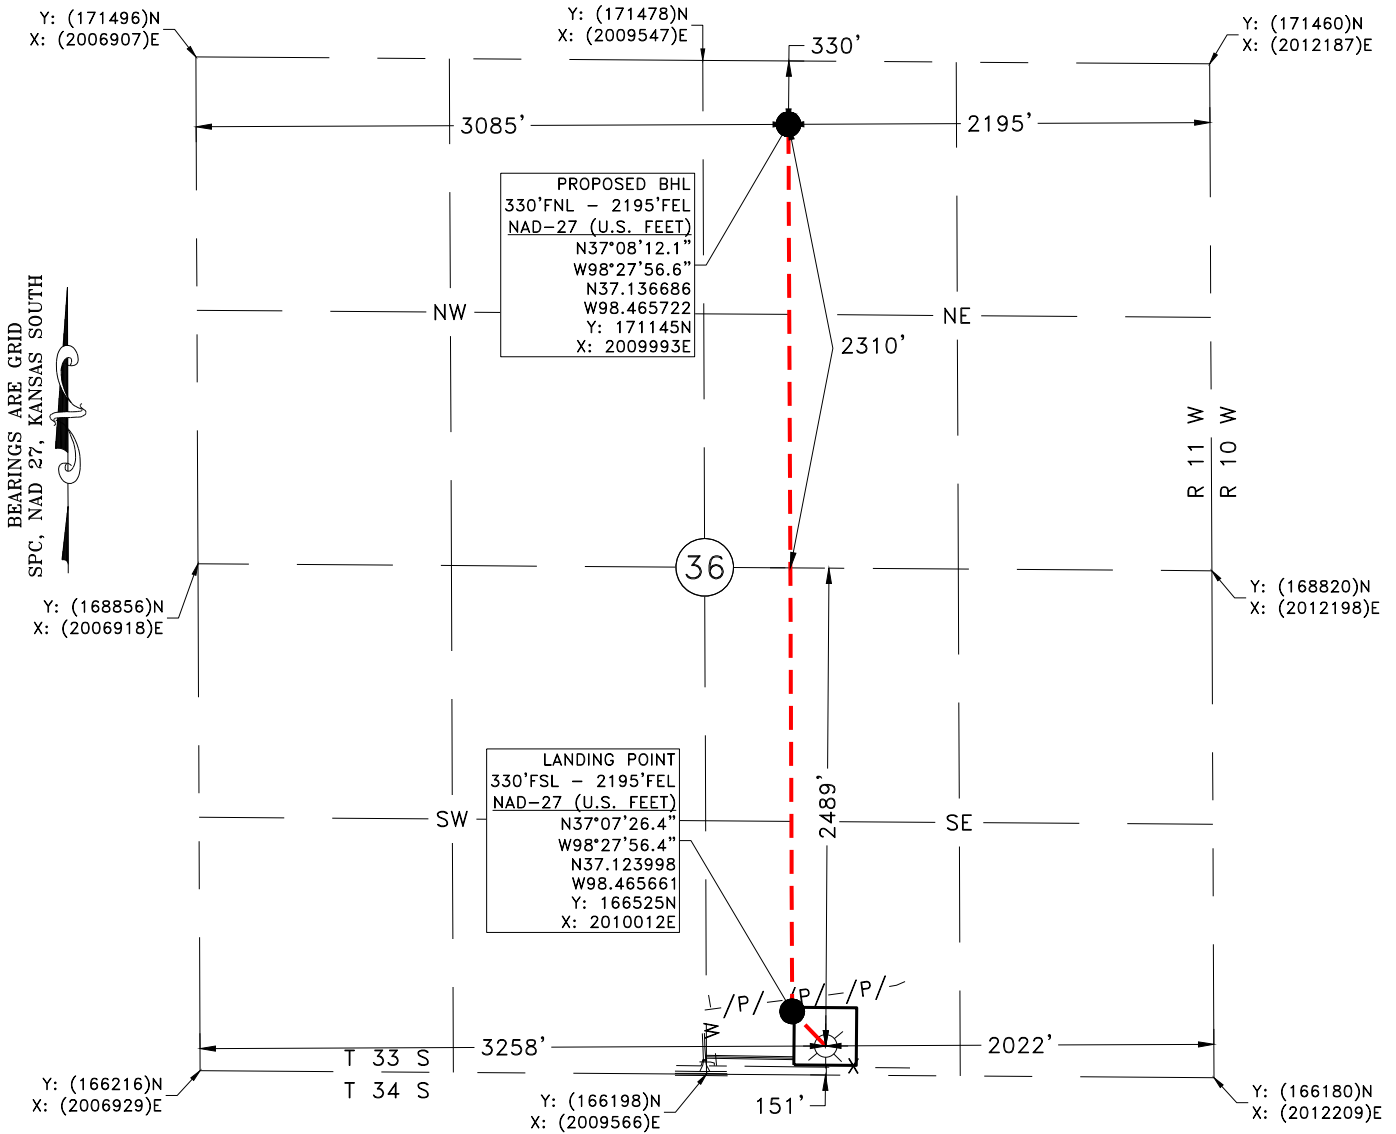 Y: (171496)N
X: (2006907)E
Y: (171478)N
X: (2009547)E
Y: (171460)N
X: (2012187)E
330'
3085'
2195'
PROPOSED BHL
330'FNL - 2195'FEL
NAD-27 (U.S. FEET)
N37°08'12.1"
W98°27'56.6"
N37.136686
W98.465722
Y: 171145N
X: 2009993E
NW
NE
2310'
BEARINGS ARE GRID
SPC, NAD 27, KANSAS SOUTH
R 11 W
R 10 W
36
Y: (168856)N
X: (2006918)E
Y: (168820)N
X: (2012198)E
LANDING POINT
330'FSL - 2195'FEL
NAD-27 (U.S. FEET)
N37°07'26.4"
W98°27'56.4"
N37.123998
W98.465661
Y: 166525N
X: 2010012E
SW
SE
2489'
/P/-/P/-/P/-
W
3258'
2022'
T 33 S
T 34 S
X
151'
Y: (166216)N
X: (2006929)E
Y: (166198)N
X: (2009566)E
Y: (166180)N
X: (2012209)E